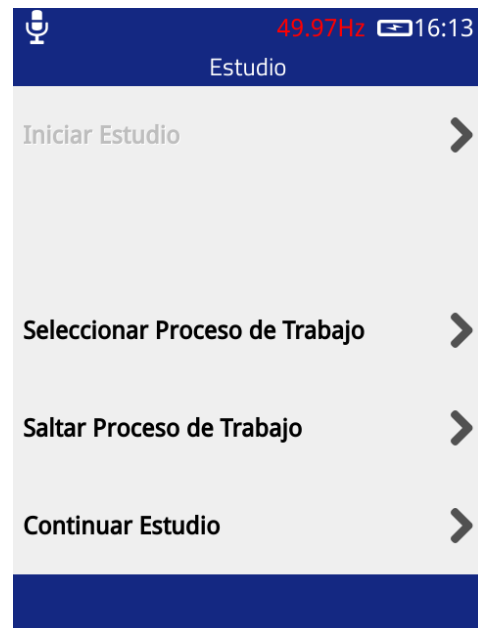 49.97Hz 16:13
Estudio
Iniciar Estudio
Seleccionar Proceso de Trabajo
Saltar Proceso de Trabajo
Continuar Estudio